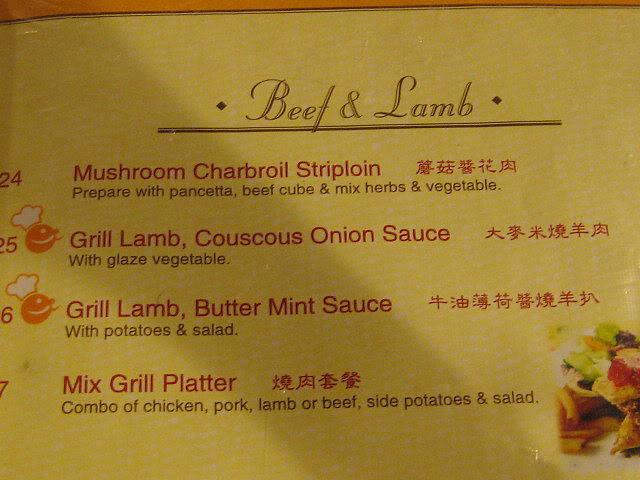 Beef & Lamb
24 Mushroom Charbroil Striploin 蘑菇醬花肉
Prepare with pancetta, beef cube & mix herbs & vegetable.
25 Grill Lamb, Couscous Onion Sauce 大麥米燒羊肉
With glaze vegetable.
6 Grill Lamb, Butter Mint Sauce 牛油薄荷醬燒羊扒
With potatoes & salad.
7 Mix Grill Platter 燒肉套餐
Combo of chicken, pork, lamb or beef, side potatoes & salad.